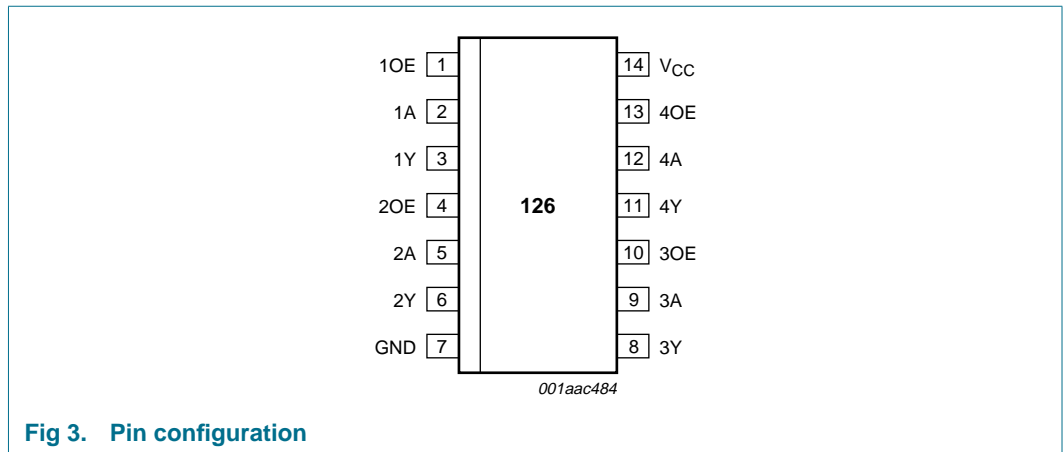 1OE 1 14 VCC
1A 2 13 4OE
1Y 3 12 4A
2OE 4 126 11 4Y
2A 5 10 3OE
2Y 6 9 3A
GND 7 8 3Y
001aac484
Fig 3. Pin configuration